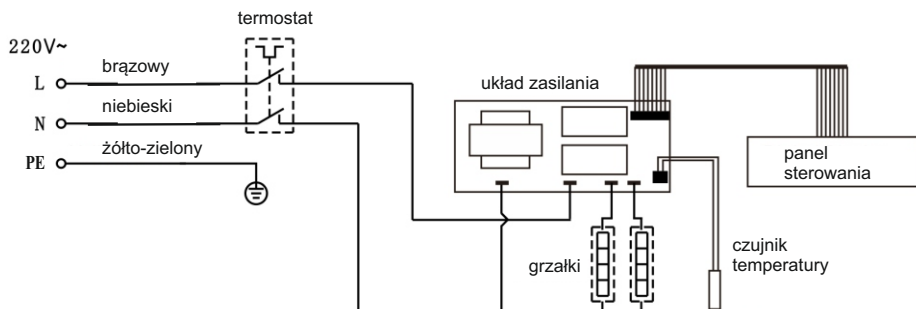 termostat
220V~
L
brązowy
układ zasilania
N
niebieski
PE
żółto-zielony
panel
sterowania
grzałki
czujnik
temperatury